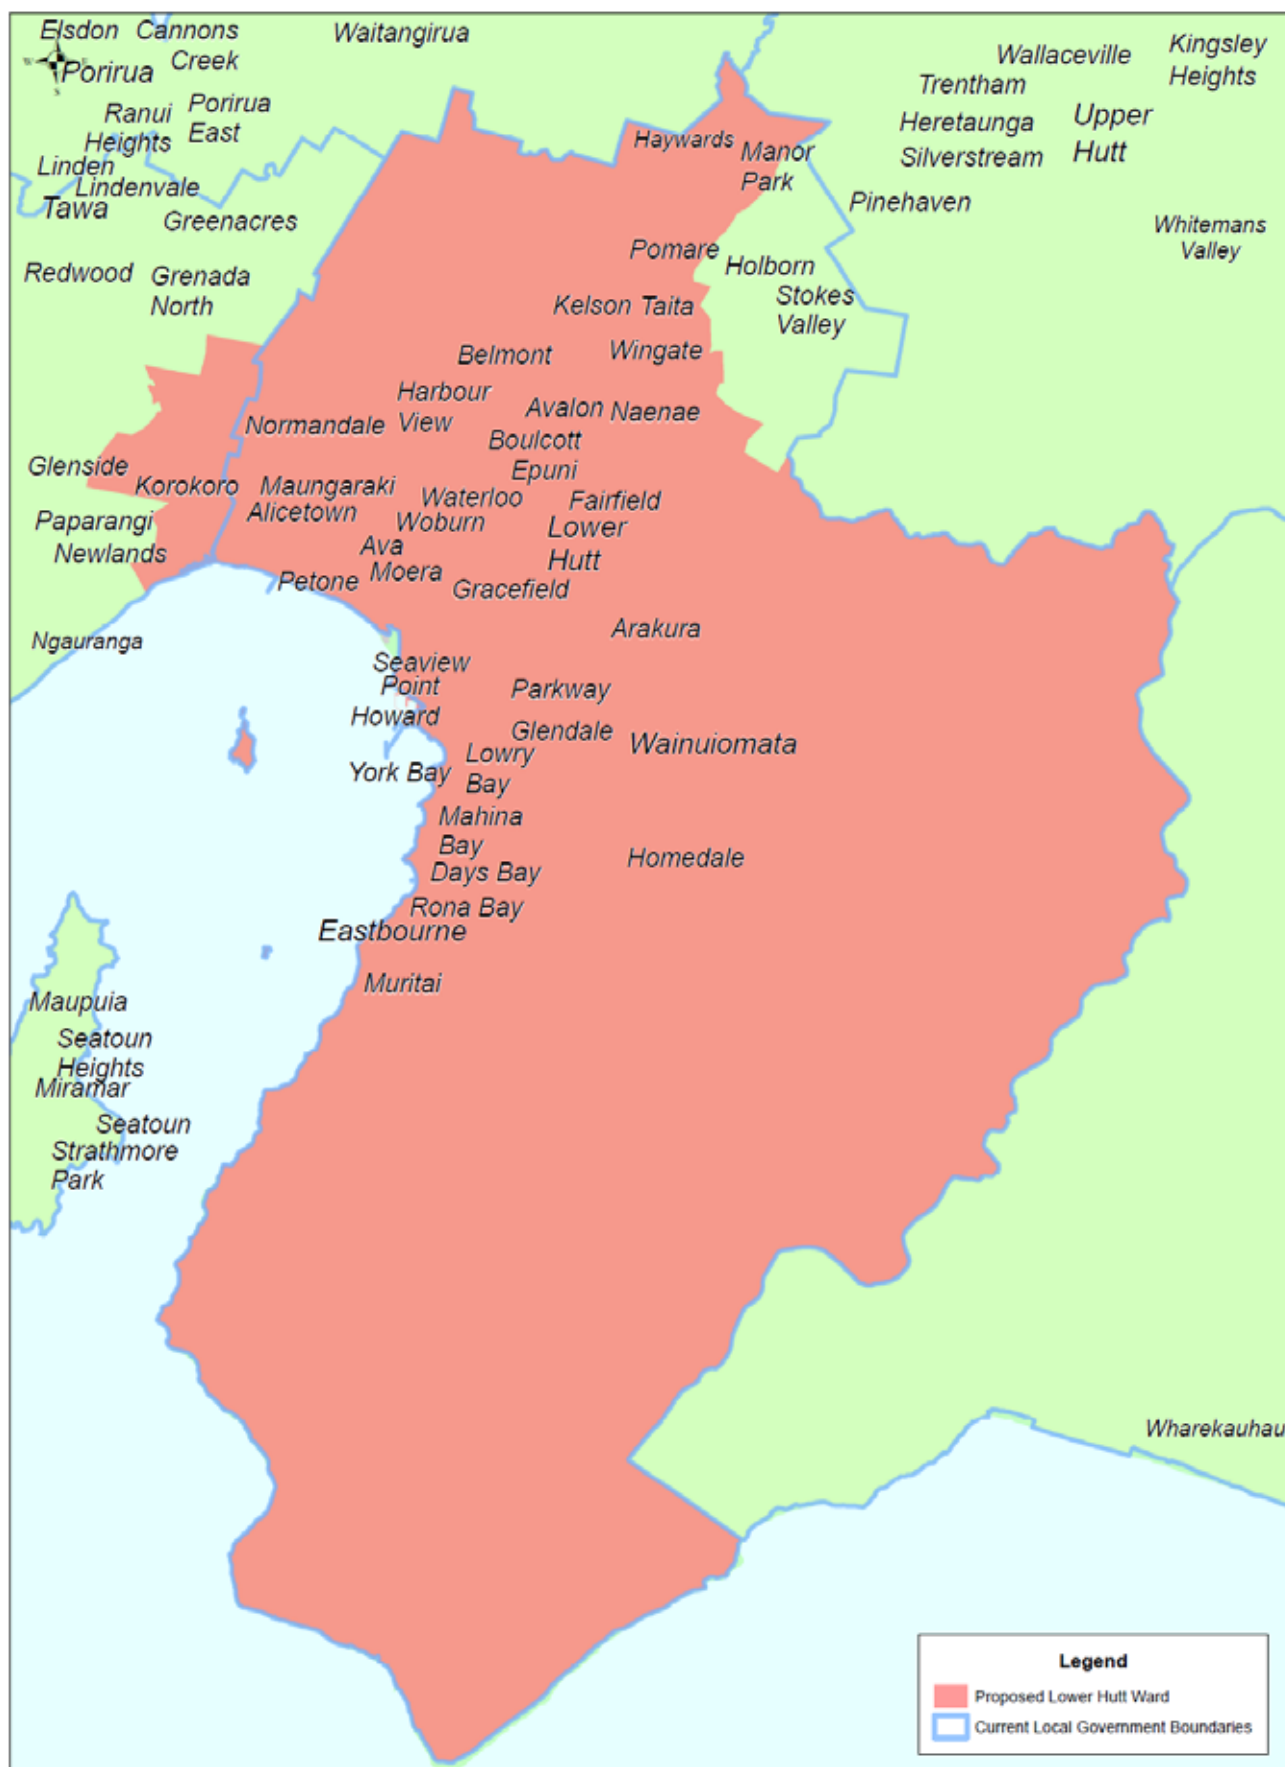 Elsdon
Cannons
Creek
Waitangirua
Porirua
Wallaceville
Kingsley
Heights
Trentham
Ranui
Heights
Porirua
East
Heretaunga
Upper
Hutt
Haywards
Manor
Park
Silverstream
Linden
Lindenvale
Tawa
Greenacres
Pinehaven
Whitemans
Valley
Pomare
Holborn
Redwood
Grenada
North
Kelson
Taita
Stokes
Valley
Belmont
Wingate
Harbour
View
Avalon
Naenae
Normandale
Boulcott
Glenside
Epuni
Korokoro
Maungaraki
Waterloo
Fairfield
Alicetown
Woburn
Lower
Hutt
Paparangi
Newlands
Ava
Moera
Petone
Gracefield
Ngauranga
Arakura
Seaview
Point
Howard
Parkway
Glendale
Wainuiomata
Lowry
Bay
York Bay
Mahina
Bay
Homedale
Days Bay
Rona Bay
Eastbourne
Muritai
Maupuia
Seatoun
Heights
Miramar
Seatoun
Strathmore
Park
Wharekauhau
Legend
Proposed Lower Hutt Ward
Current Local Government Boundaries